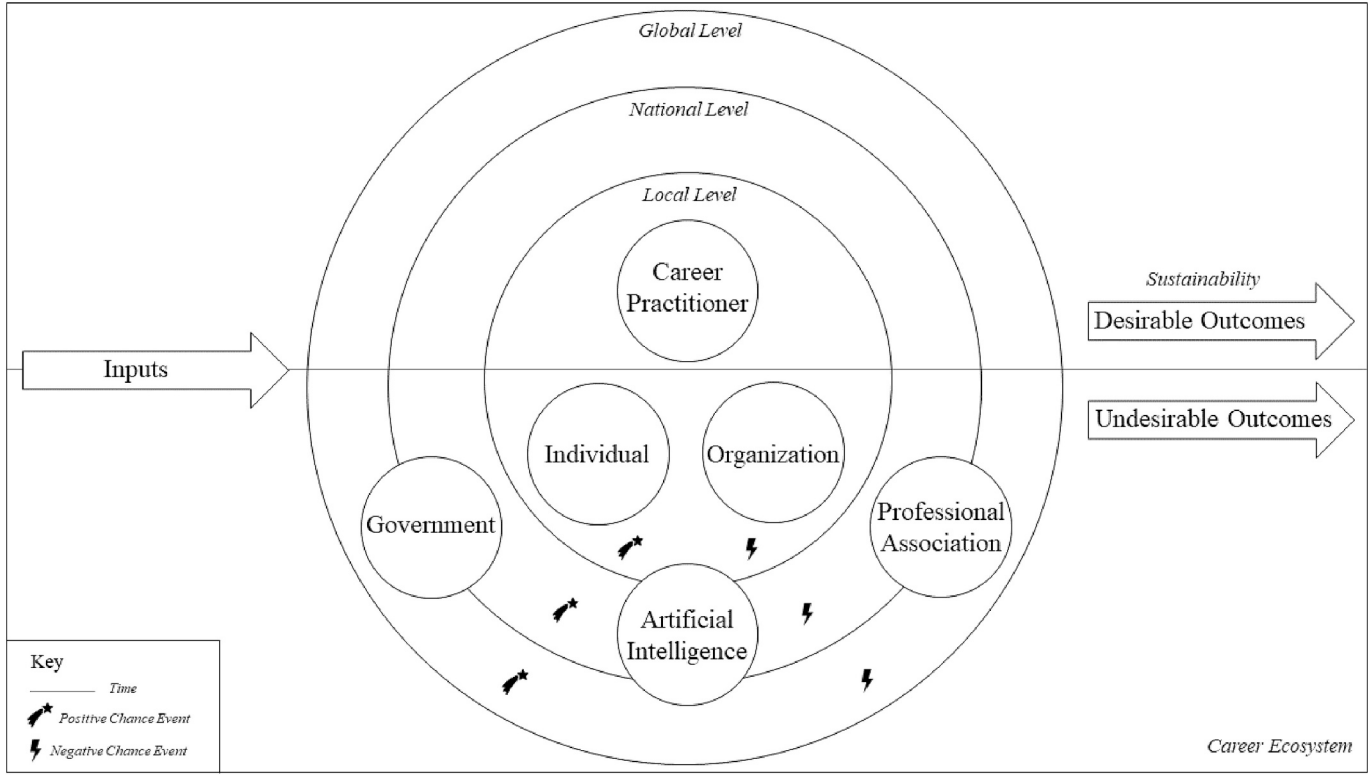 Global Level
National Level
Local Level
Career
Practitioner
Sustainability
Desirable Outcomes
Inputs
Undesirable Outcomes
Individual
Organization
Government
Professional
Association
Artificial
Intelligence
Key
Time
Positive Chance Event
Negative Chance Event
Career Ecosystem